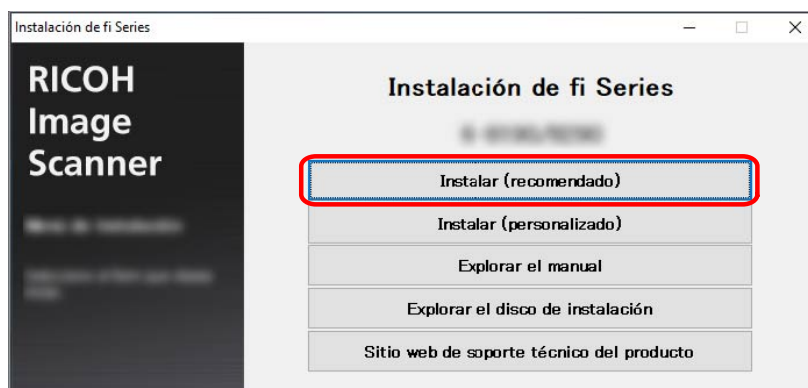 Instalación de fi Series
RICOH
Image
Scanner
Instalación de fi Series
Instalar (recomendado)
Instalar (personalizado)
Explorar el manual
Explorar el disco de instalación
Sitio web de soporte técnico del producto